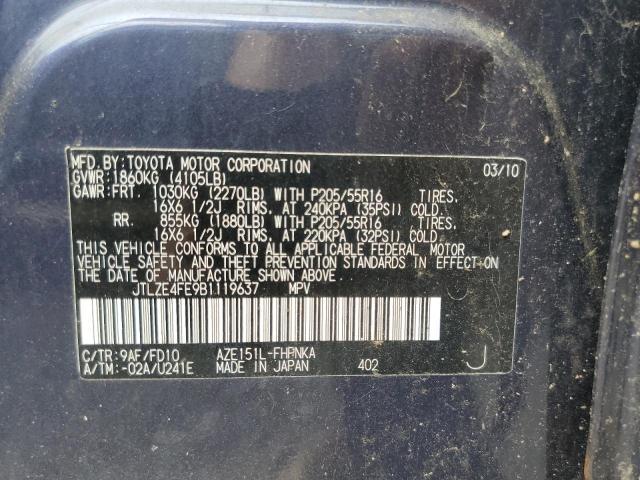 MFD.BY:TOYOTA MOTOR CORPORATION 03/10
GVWR:1860KG (4105LB)
GAWR:FRT. 1030KG (2270LB) WITH P205/55R16 TIRES,
16X6 1/2J RIMS, AT 240KPA (35PSI) COLD.
RR. 855KG (1880LB) WITH P205/55R16 TIRES,
16X6 1/2J RIMS, AT 220KPA (32PSI) COLD.
THIS VEHICLE CONFORMS TO ALL APPLICABLE FEDERAL MOTOR
VEHICLE SAFETY AND THEFT PREVENTION STANDARDS IN EFFECT
ON THE DATE OF MANUFACTURE SHOWN ABOVE.
JTLZE4FE9B1119637 MPV
C/TR:9AF/FD10 AZE151L-FHPNKA
A/TM:-02A/U241E MADE IN JAPAN 402 J